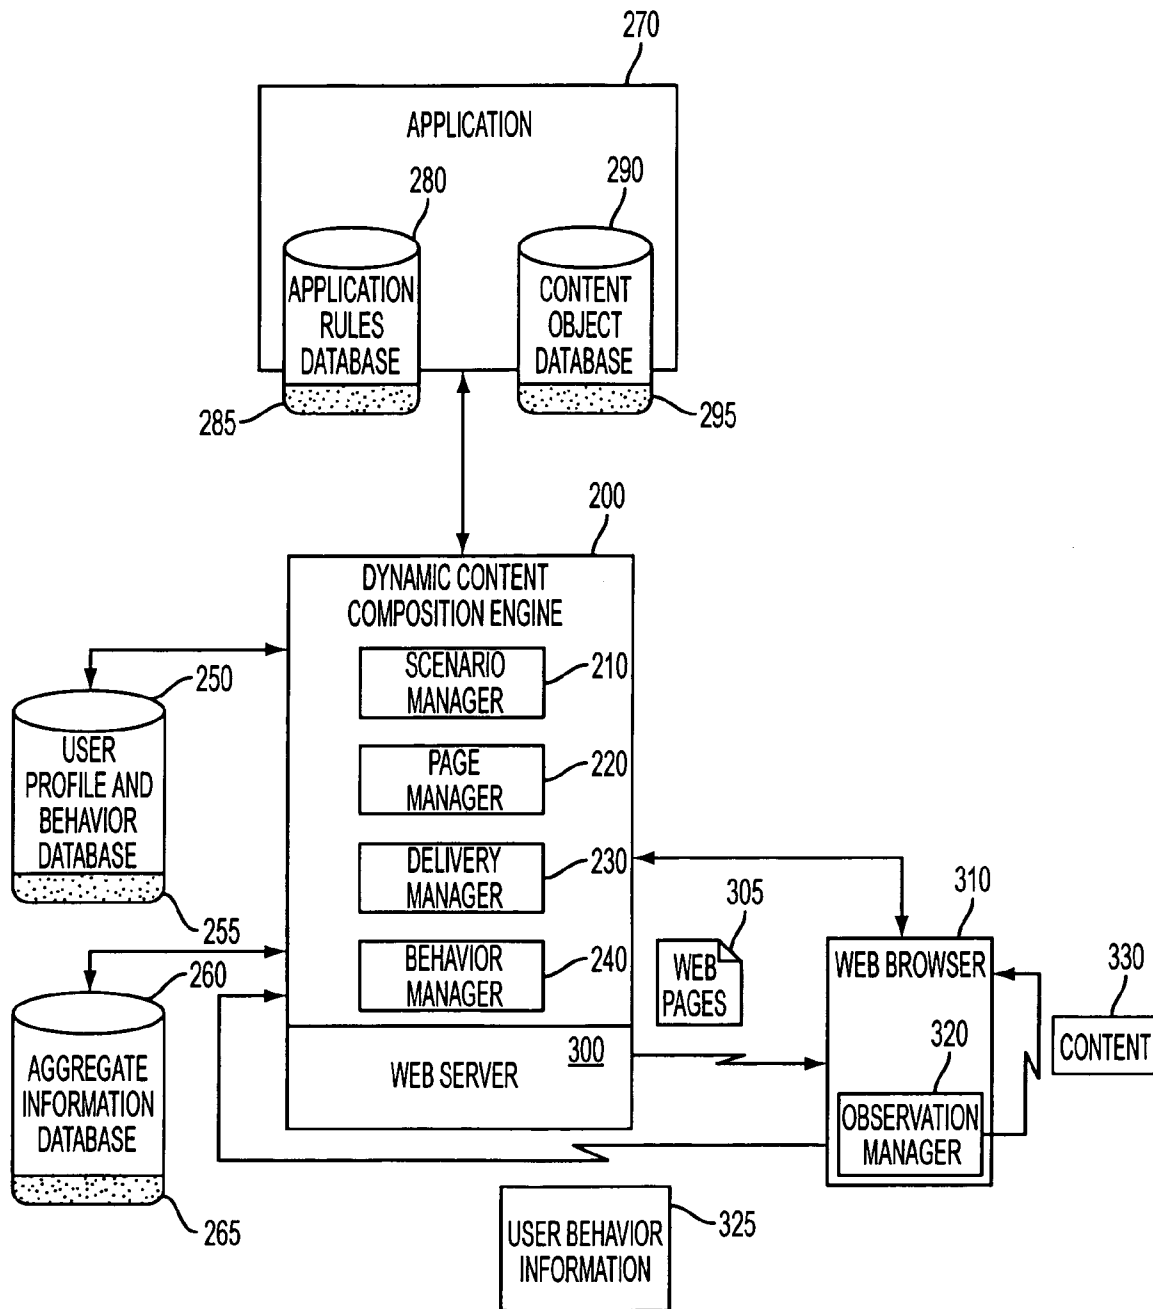 270
APPLICATION
280
290
APPLICATION
RULES
DATABASE
CONTENT
OBJECT
DATABASE
285
295
200
DYNAMIC CONTENT
COMPOSITION ENGINE
SCENARIO
MANAGER
210
250
USER
PROFILE AND
BEHAVIOR
DATABASE
PAGE
MANAGER
220
DELIVERY
MANAGER
230
255
305
310
BEHAVIOR
MANAGER
240
WEB
PAGES
WEB BROWSER
330
CONTENT
260
AGGREGATE
INFORMATION
DATABASE
300
WEB SERVER
320
OBSERVATION
MANAGER
265
USER BEHAVIOR
INFORMATION
325